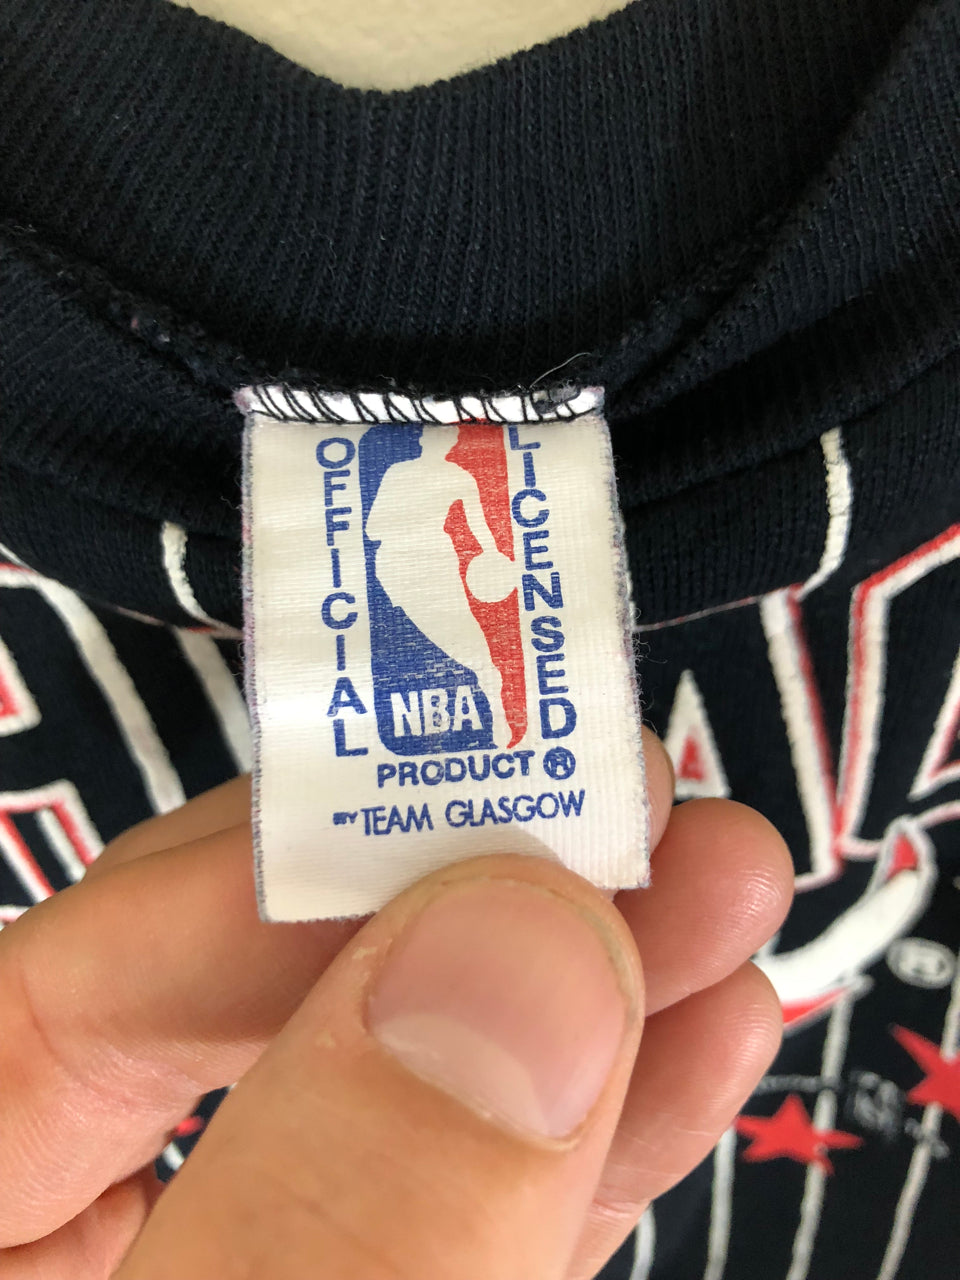 OFFICIAL
LICENSED
NBA
PRODUCT ®
BY TEAM GLASGOW
®